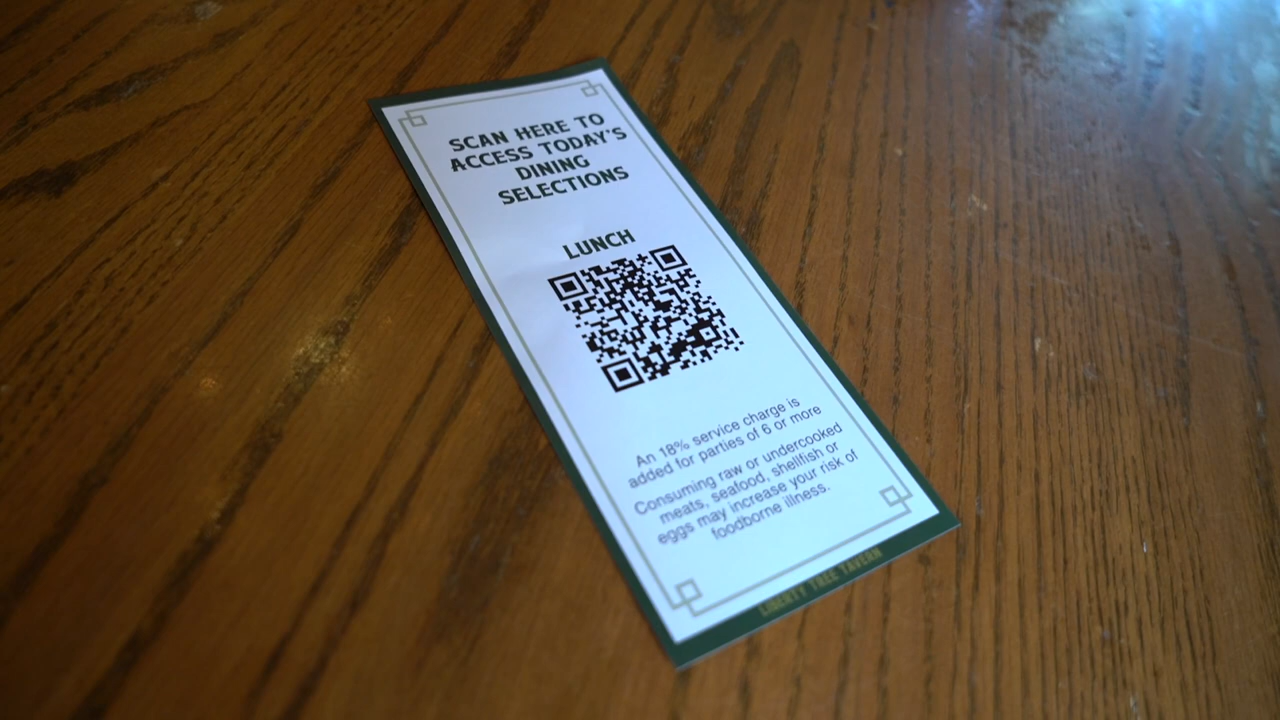 SCAN HERE TO
ACCESS TODAY'S
DINING
SELECTIONS
LUNCH
An 18% service charge is
added for parties of 6 or more
Consuming raw or undercooked
meats, seafood, shellfish or
eggs may increase your risk of
foodborne illness.
LIBERTY TREE TAVERN